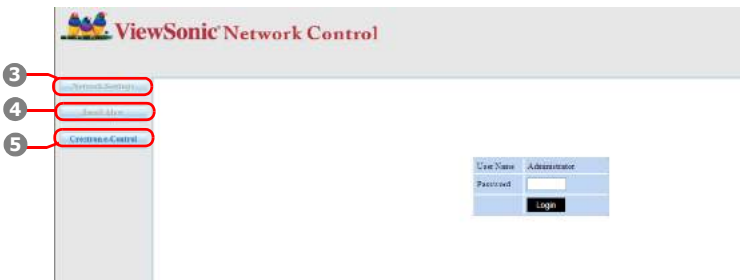 ViewSonic® Network Control
3 Network Settings
4 Email Alert
5 Crestron e-Control
User Name Administrator
Password
Login